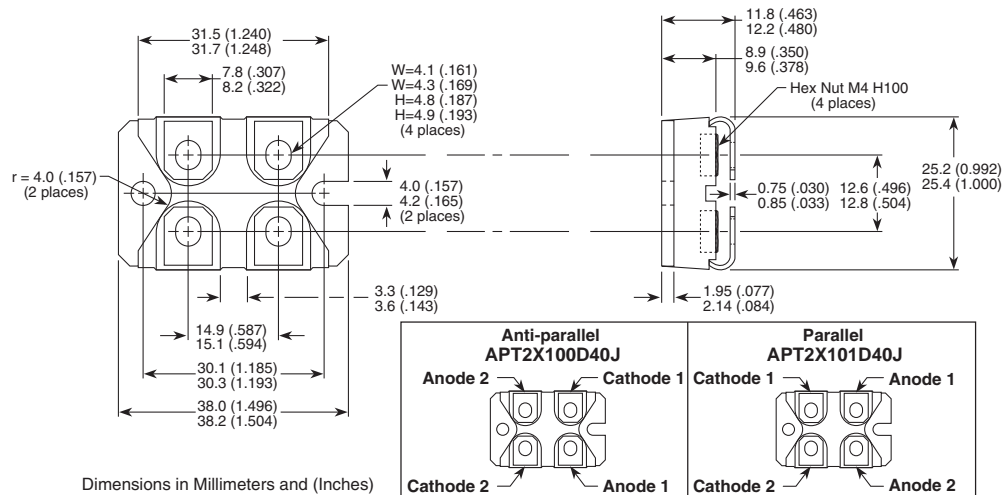 31.5 (1.240)
31.7 (1.248)
7.8 (.307)
8.2 (.322)
W=4.1 (.161)
W=4.3 (.169)
H=4.8 (.187)
H=4.9 (.193)
(4 places)
r = 4.0 (.157)
(2 places)
4.0 (.157)
4.2 (.165)
(2 places)
3.3 (.129)
3.6 (.143)
14.9 (.587)
15.1 (.594)
30.1 (1.185)
30.3 (1.193)
38.0 (1.496)
38.2 (1.504)
Dimensions in Millimeters and (Inches)
11.8 (.463)
12.2 (.480)
8.9 (.350)
9.6 (.378)
Hex Nut M4 H100
(4 places)
25.2 (0.992)
25.4 (1.000)
0.75 (.030)
0.85 (.033)
12.6 (.496)
12.8 (.504)
1.95 (.077)
2.14 (.084)
Anti-parallel
APT2X100D40J
Anode 2
Cathode 1
Cathode 2
Anode 1
Parallel
APT2X101D40J
Cathode 1
Anode 1
Cathode 2
Anode 2